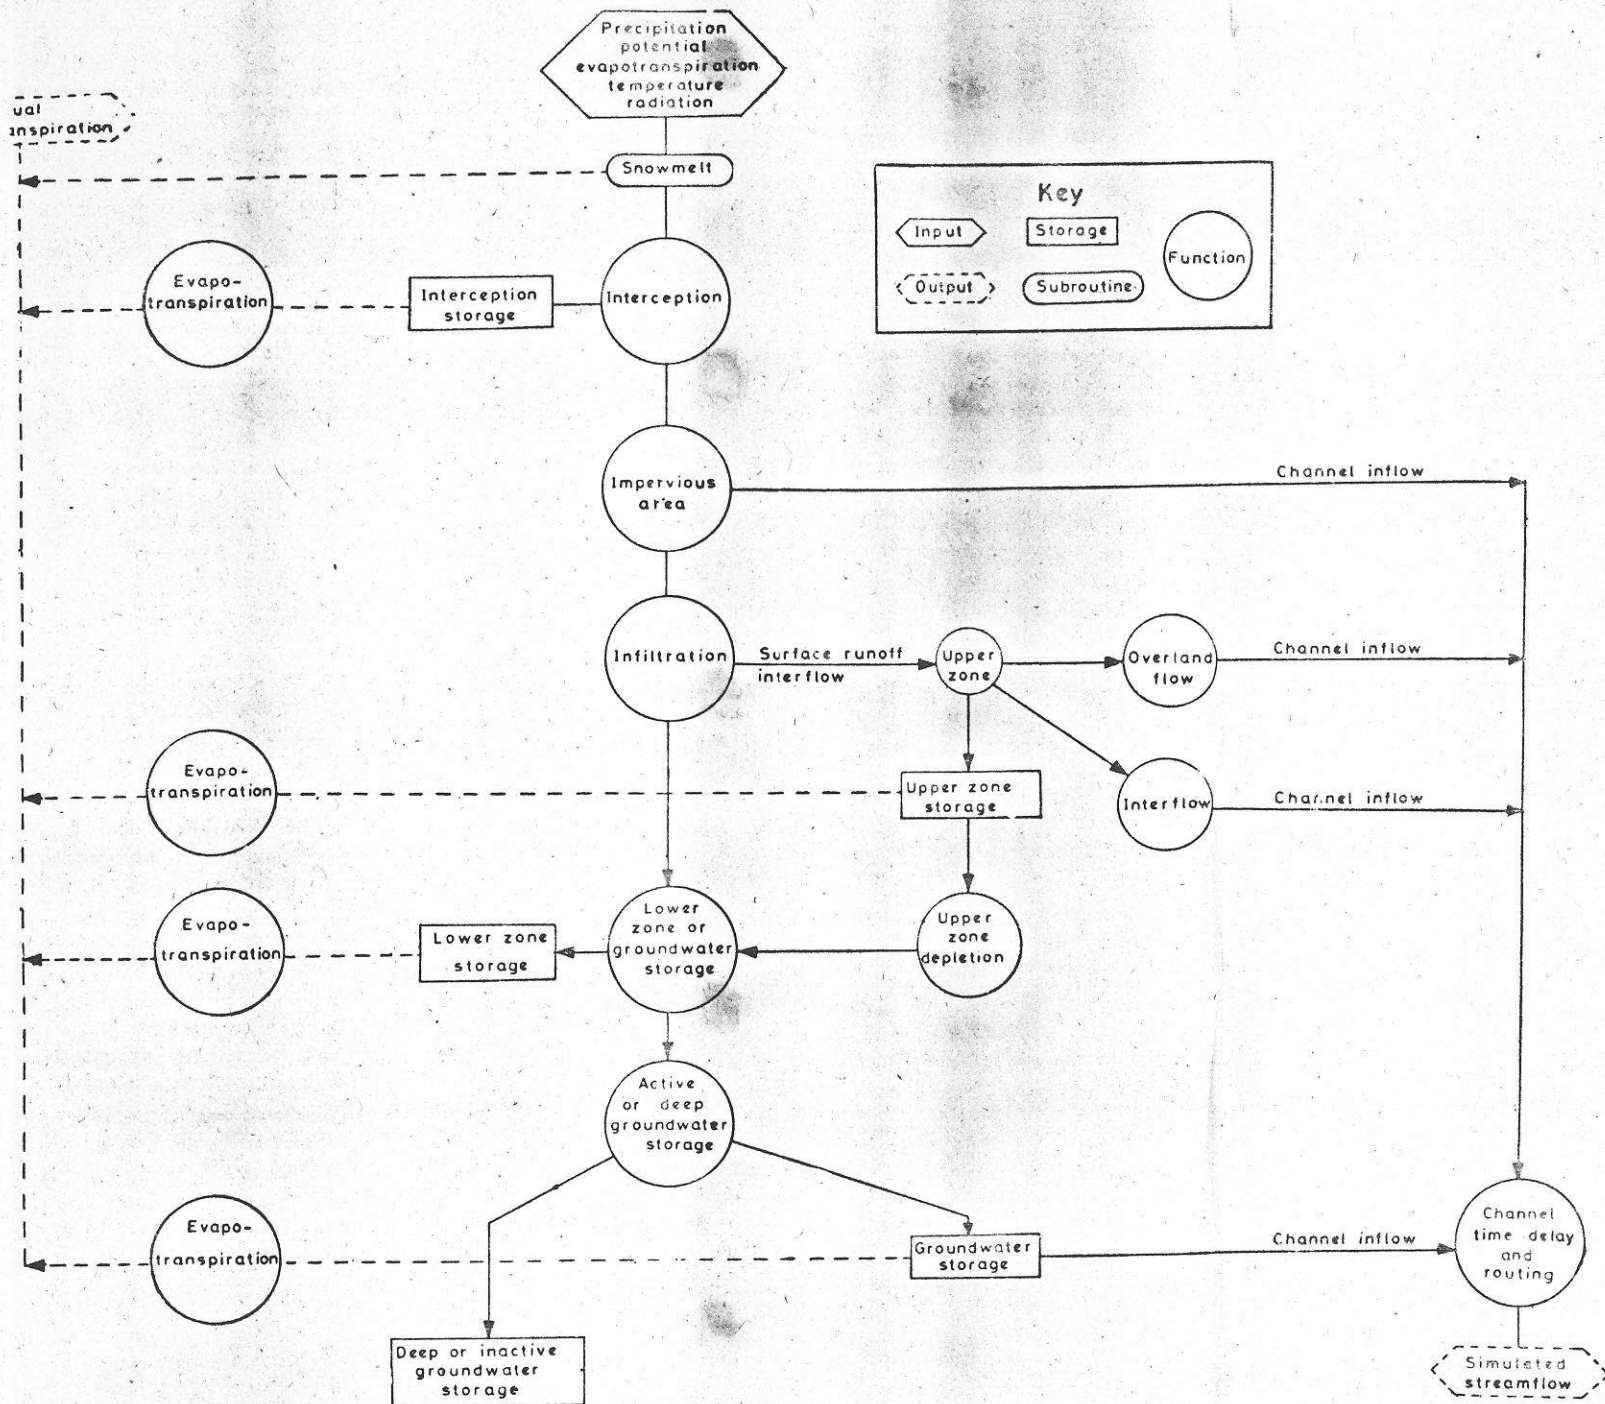 Precipitation
potential
evapotranspiration
temperature
radiation
ual
anspiration
Snowmelt
Key
Input
Storage
Function
Output
Subroutine
Evapo-
transpiration
Interception
storage
Interception
Impervious
area
Channel inflow
Infiltration
Surface runoff
interflow
Upper
zone
Overland
flow
Channel inflow
Evapo-
transpiration
Upper zone
storage
Interflow
Channel inflow
Evapo-
transpiration
Lower zone
storage
Lower
zone or
groundwater
storage
Upper
zone
depletion
Active
or deep
groundwater
storage
Evapo-
transpiration
Groundwater
storage
Channel inflow
Channel
time delay
and
routing
Deep or inactive
groundwater
storage
Simulated
streamflow